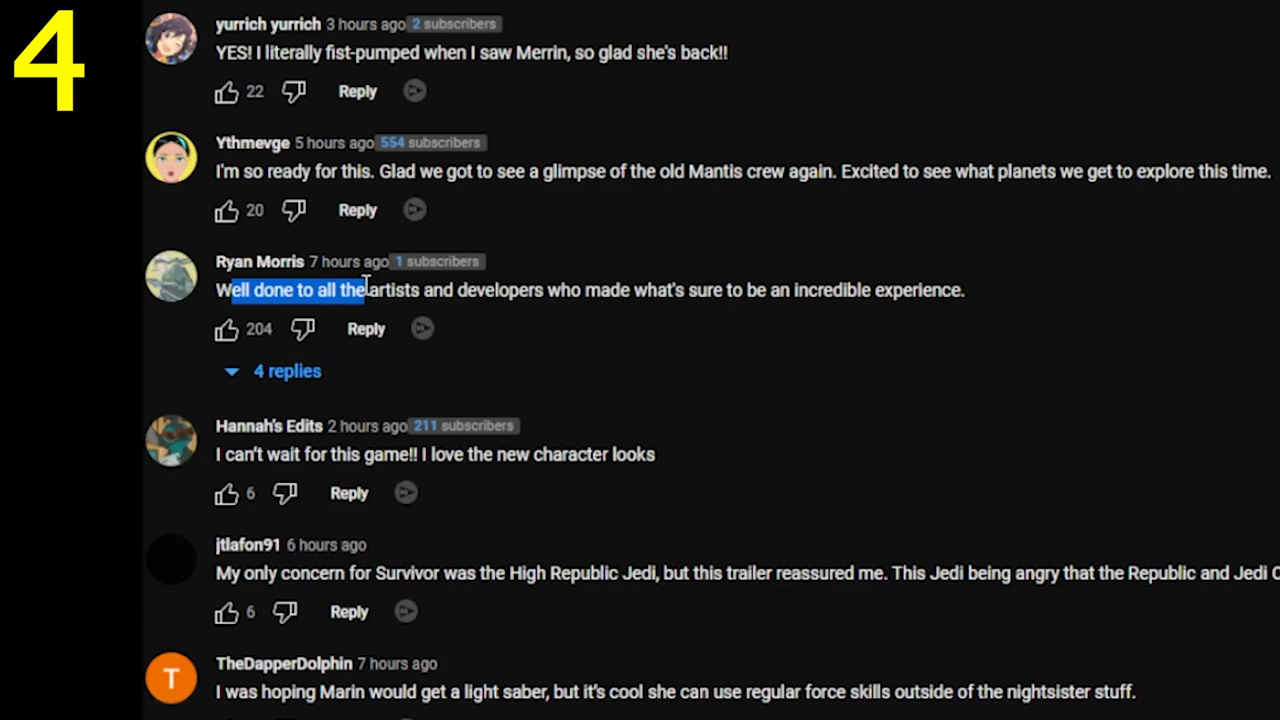 4
yurrich yurrich 3 hours ago 2 subscribers
YES! I literally fist-pumped when I saw Merrin, so glad she's back!!
22 Reply
Ythmevge 5 hours ago 554 subscribers
I'm so ready for this. Glad we got to see a glimpse of the old Mantis crew again. Excited to see what planets we get to explore this time.
20 Reply
Ryan Morris 7 hours ago 1 subscribers
Well done to all the artists and developers who made what's sure to be an incredible experience.
204 Reply
4 replies
Hannah's Edits 2 hours ago 211 subscribers
I can't wait for this game!! I love the new character looks
6 Reply
jtlafon91 6 hours ago
My only concern for Survivor was the High Republic Jedi, but this trailer reassured me. This Jedi being angry that the Republic and Jedi
6 Reply
T
TheDapperDolphin 7 hours ago
I was hoping Marin would get a light saber, but it's cool she can use regular force skills outside of the nightsister stuff.